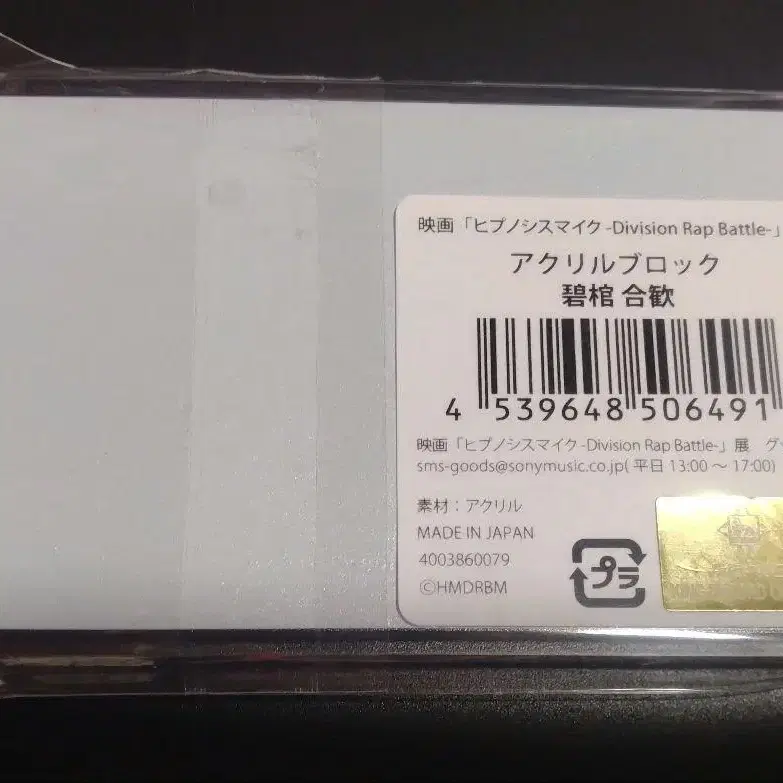 映画「ヒプノシスマイク -Division Rap Battle-」
アクリルブロック
碧棺 合歓
4 539648 506491
映画「ヒプノシスマイク -Division Rap Battle-」展 グッ
sms-goods@sonymusic.co.jp( 平日 13:00 ~ 17:00)
素材：アクリル
MADE IN JAPAN
4003860079
プラ
©HMDRBM